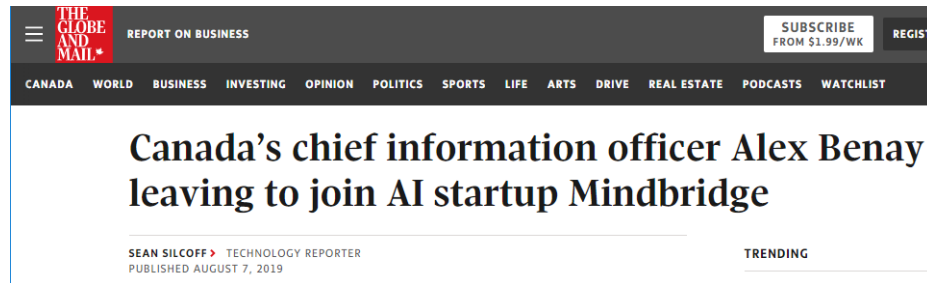 THE
GLOBE
AND
MAIL
REPORT ON BUSINESS
SUBSCRIBE
FROM $1.99/WK
CANADA WORLD BUSINESS INVESTING OPINION POLITICS SPORTS LIFE ARTS DRIVE REAL ESTATE PODCASTS WATCHLIST
Canada’s chief information officer Alex Benay
leaving to join AI startup Mindbridge
SEAN SILCOFF > TECHNOLOGY REPORTER
PUBLISHED AUGUST 7, 2019
TRENDING